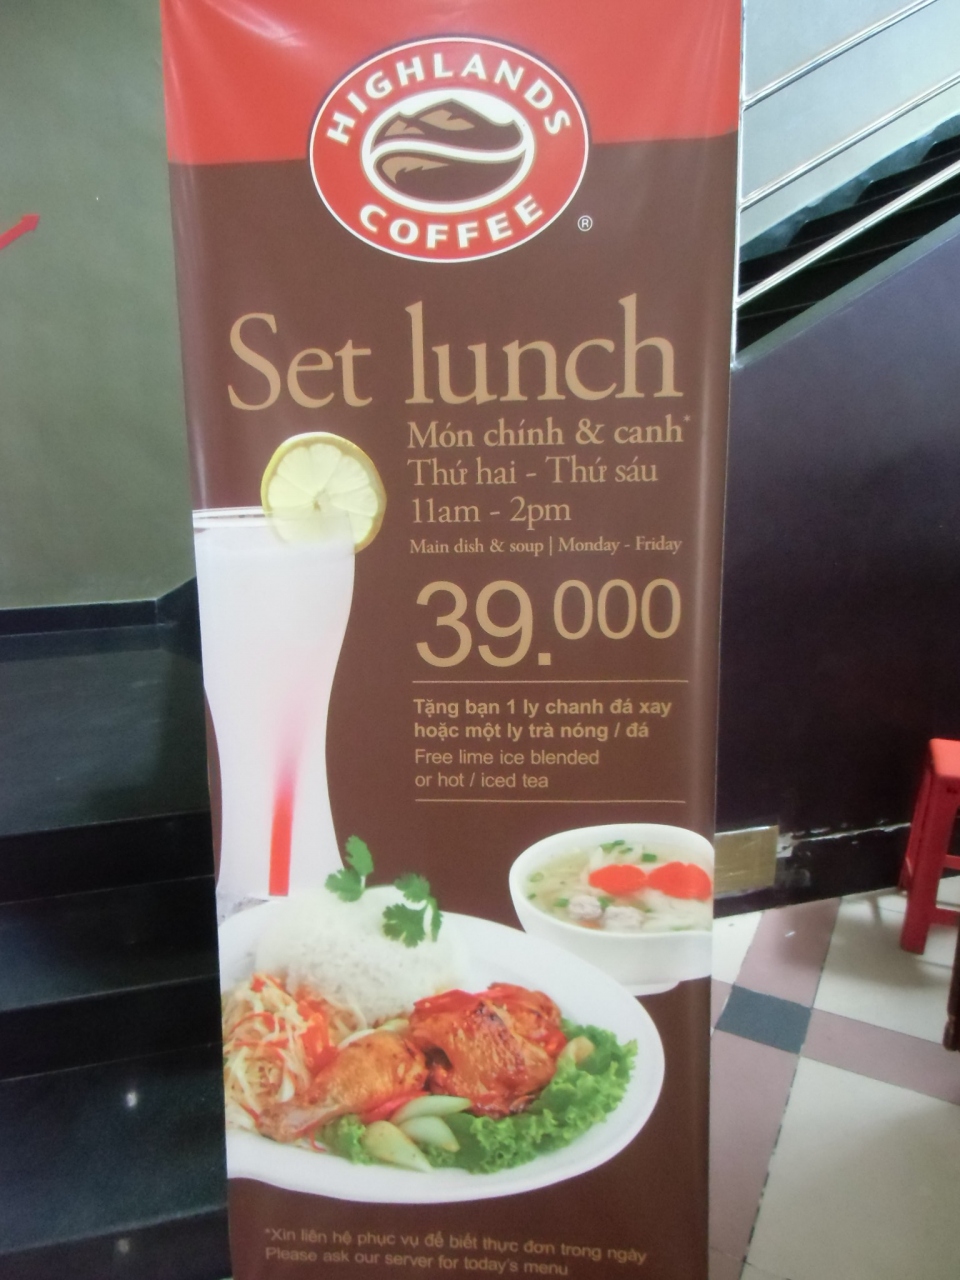 HIGHLANDS
COFFEE
®
Set lunch
Món chính & canh*
Thứ hai - Thứ sáu
11am - 2pm
Main dish & soup | Monday - Friday
39.000
Tặng bạn 1 ly chanh đá xay
hoặc một ly trà nóng / đá
Free lime ice blended
or hot / iced tea
*Xin liên hệ phục vụ để biết thực đơn trong ngày
Please ask our server for today's menu